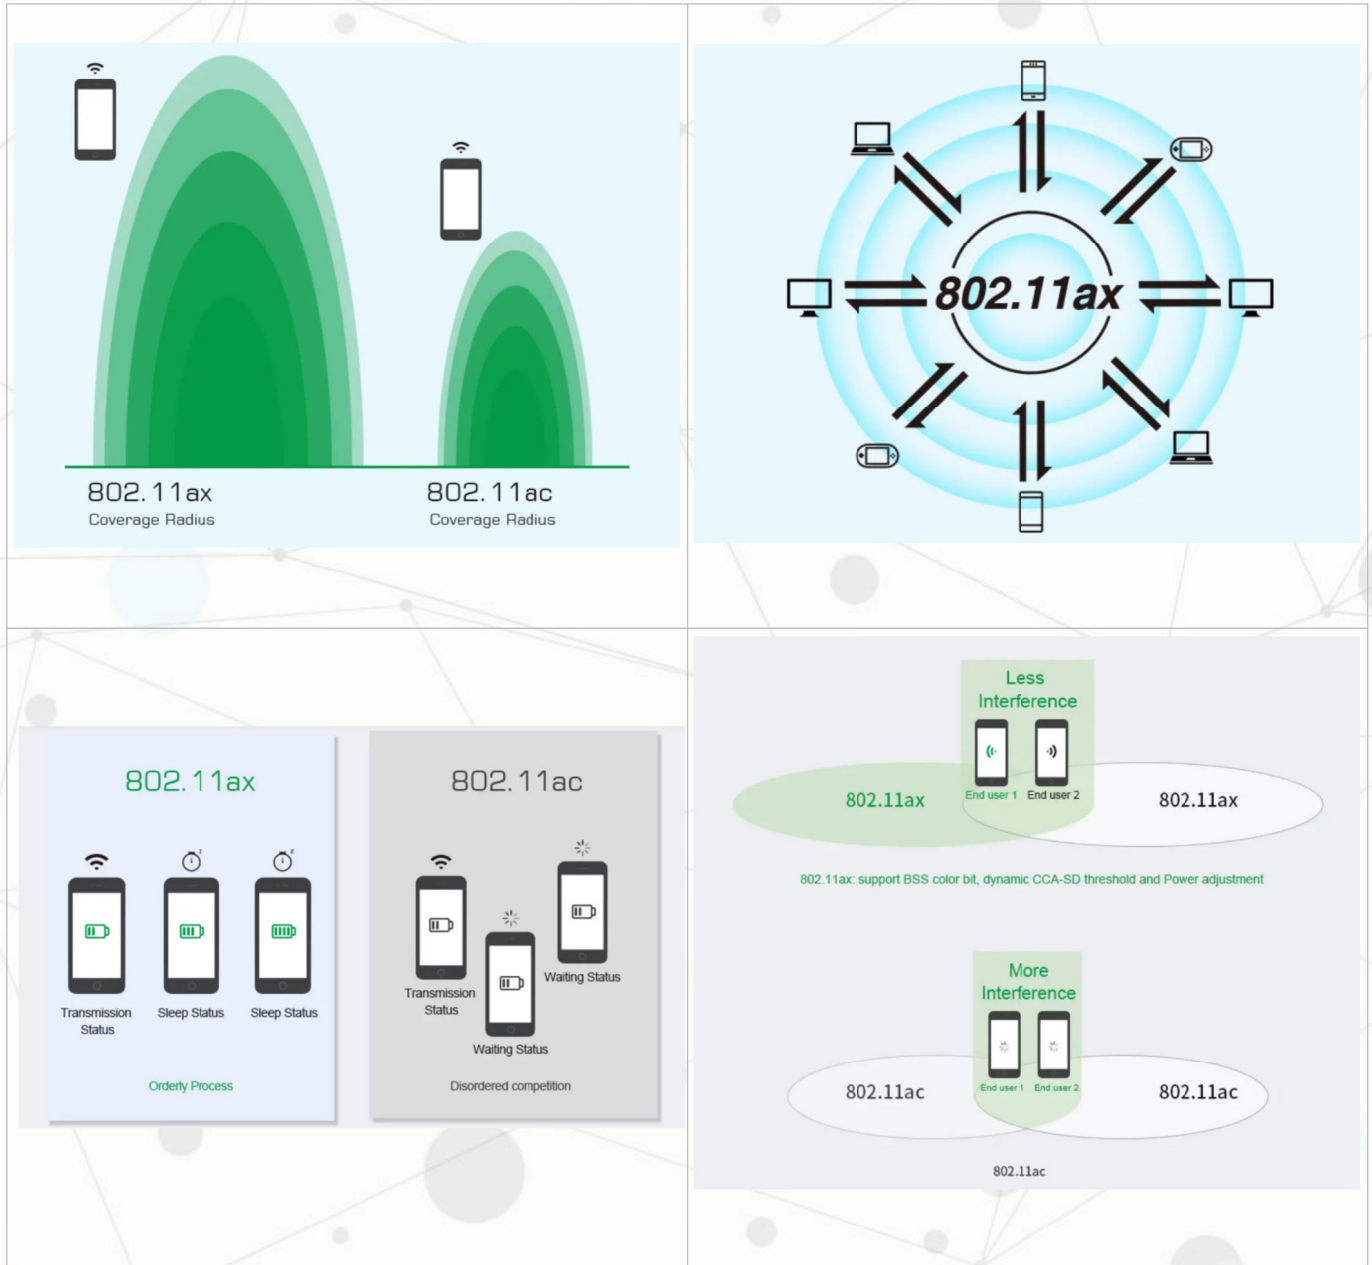 802.11ax
Coverage Radius
802.11ac
Coverage Radius
802.11ax
802.11ax
Transmission
Status
Sleep Status
Sleep Status
Orderly Process
802.11ac
Transmission
Status
Waiting Status
Waiting Status
Disordered competition
Less
Interference
End user 1
End user 2
802.11ax
802.11ax
802.11ax: support BSS color bit, dynamic CCA-SD threshold and Power adjustment
More
Interference
End user 1
End user 2
802.11ac
802.11ac
802.11ac